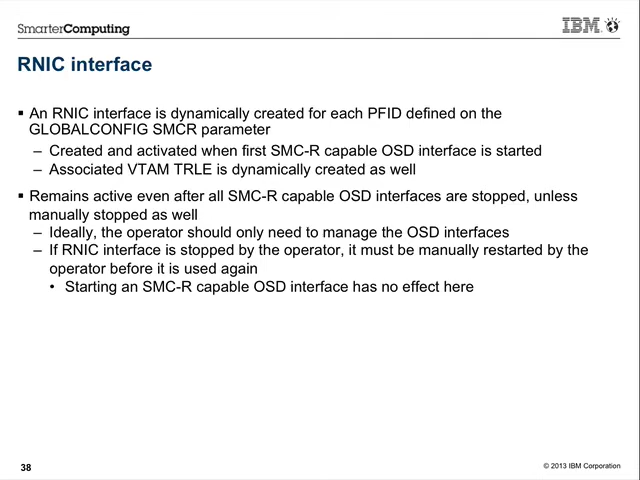 SmarterComputing
IBM
RNIC interface
▪ An RNIC interface is dynamically created for each PFID defined on the
GLOBALCONFIG SMCR parameter
– Created and activated when first SMC-R capable OSD interface is started
– Associated VTAM TRLE is dynamically created as well
▪ Remains active even after all SMC-R capable OSD interfaces are stopped, unless
manually stopped as well
– Ideally, the operator should only need to manage the OSD interfaces
– If RNIC interface is stopped by the operator, it must be manually restarted by the
operator before it is used again
• Starting an SMC-R capable OSD interface has no effect here
38
© 2013 IBM Corporation